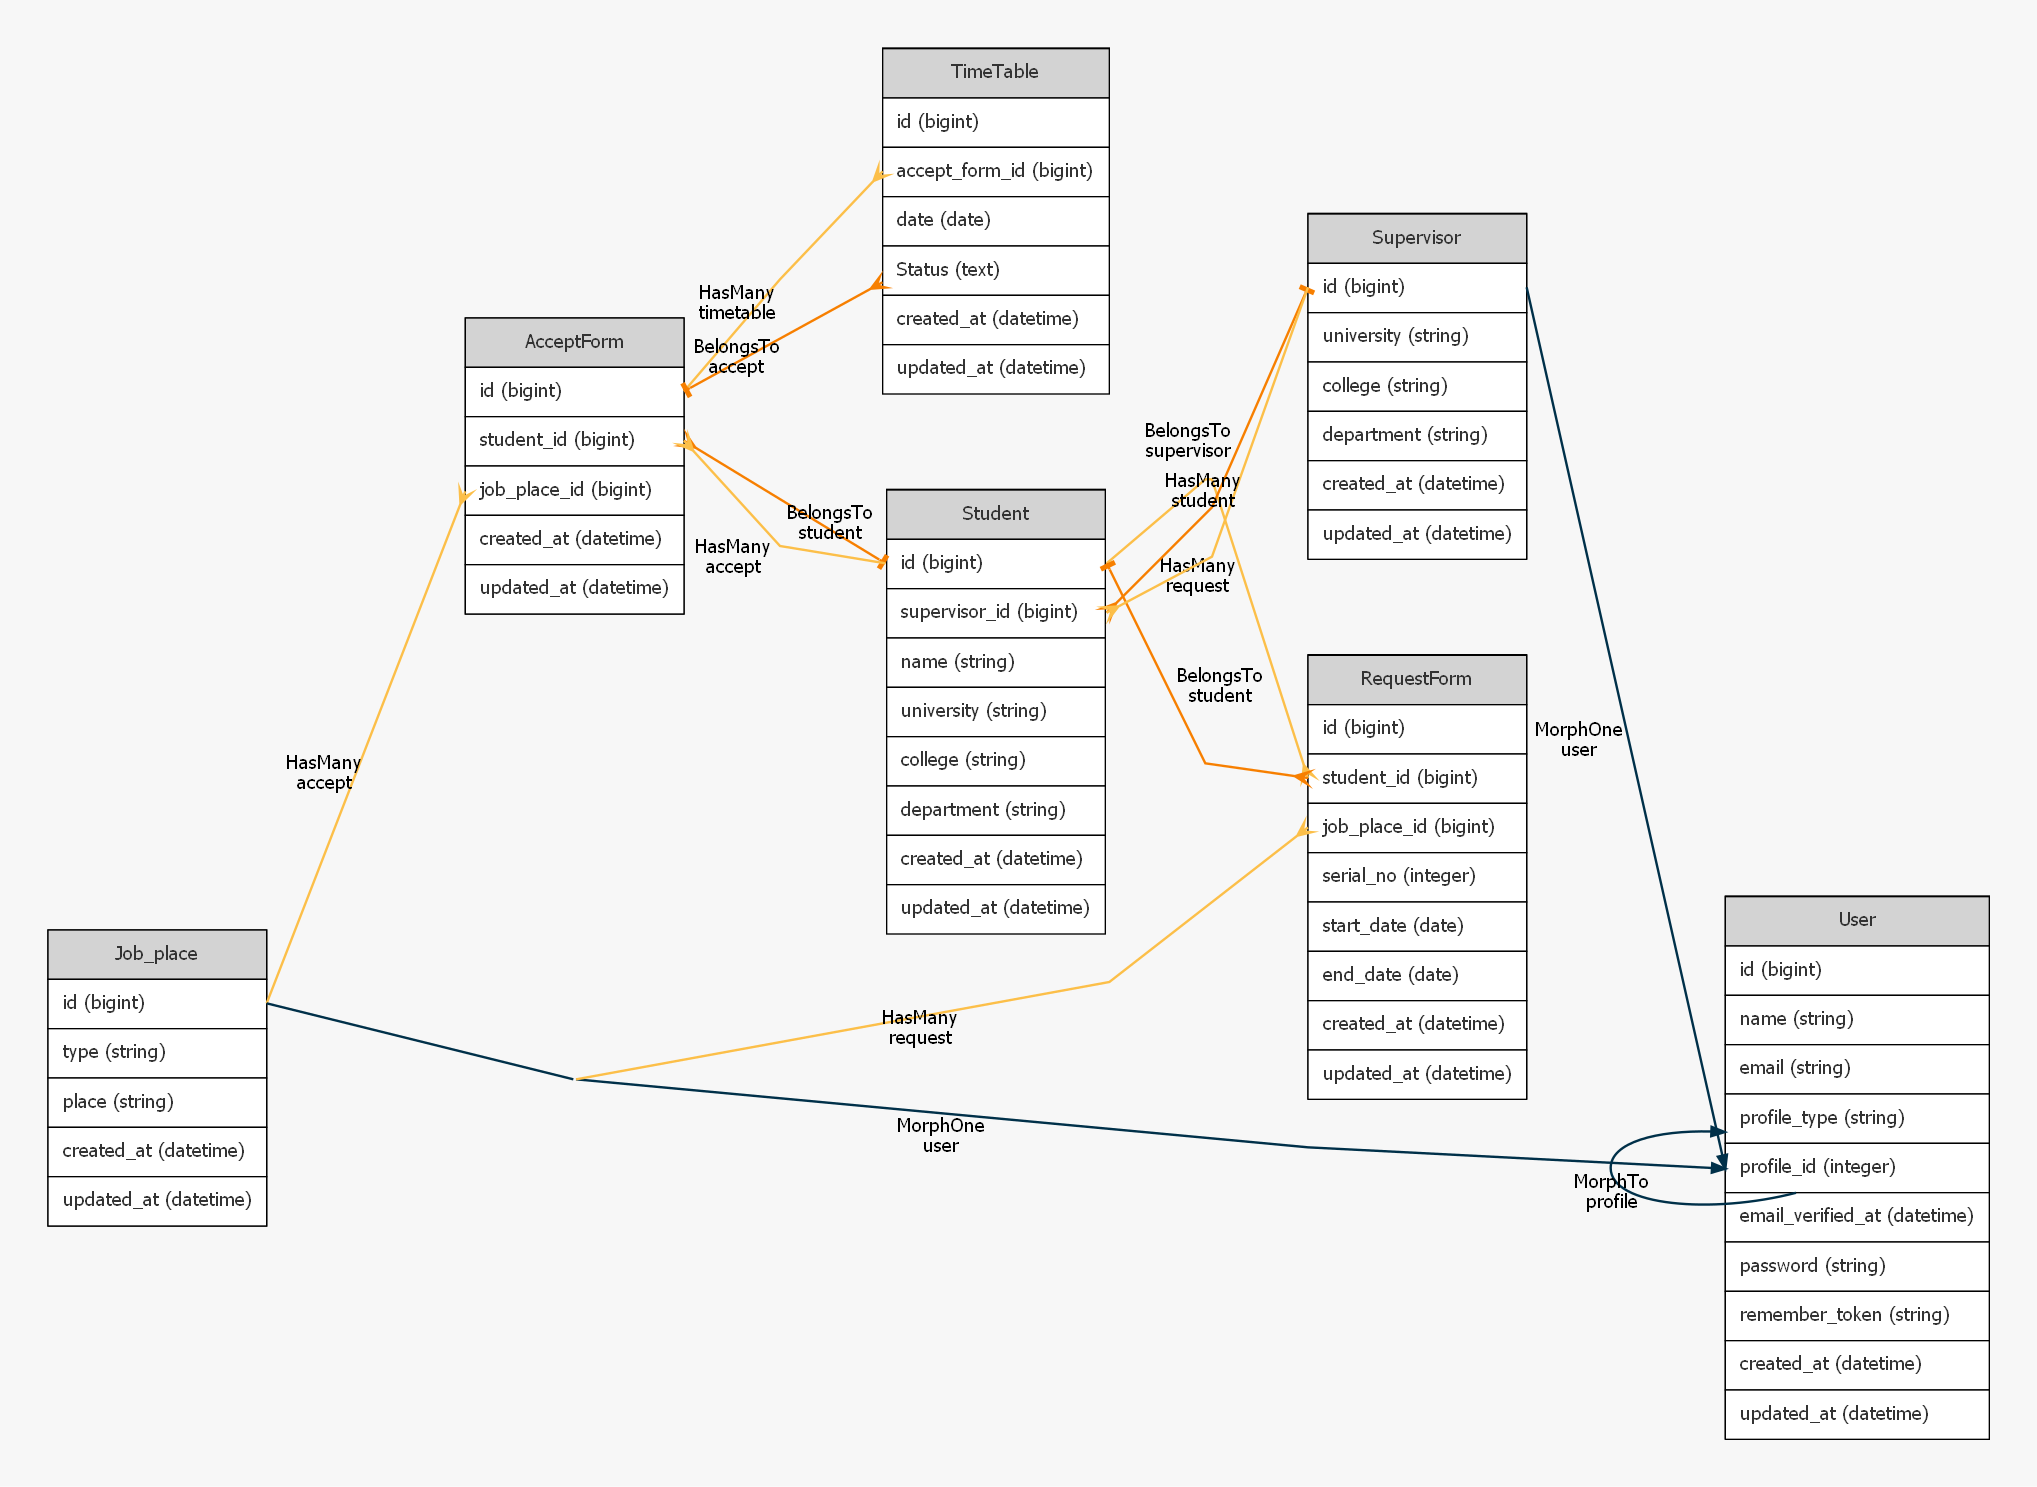 TimeTable
id (bigint)
accept_form_id (bigint)
date (date)
Status (text)
created_at (datetime)
updated_at (datetime)
Supervisor
id (bigint)
university (string)
college (string)
department (string)
created_at (datetime)
updated_at (datetime)
AcceptForm
id (bigint)
student_id (bigint)
job_place_id (bigint)
created_at (datetime)
updated_at (datetime)
HasMany
timetable
BelongsTo
accept
BelongsTo
student
HasMany
accept
Student
id (bigint)
supervisor_id (bigint)
name (string)
university (string)
college (string)
department (string)
created_at (datetime)
updated_at (datetime)
BelongsTo
supervisor
HasMany
student
HasMany
request
BelongsTo
student
RequestForm
id (bigint)
student_id (bigint)
job_place_id (bigint)
serial_no (integer)
start_date (date)
end_date (date)
created_at (datetime)
updated_at (datetime)
MorphOne
user
HasMany
accept
Job_place
id (bigint)
type (string)
place (string)
created_at (datetime)
updated_at (datetime)
HasMany
request
MorphOne
user
MorphTo
profile
User
id (bigint)
name (string)
email (string)
profile_type (string)
profile_id (integer)
email_verified_at (datetime)
password (string)
remember_token (string)
created_at (datetime)
updated_at (datetime)